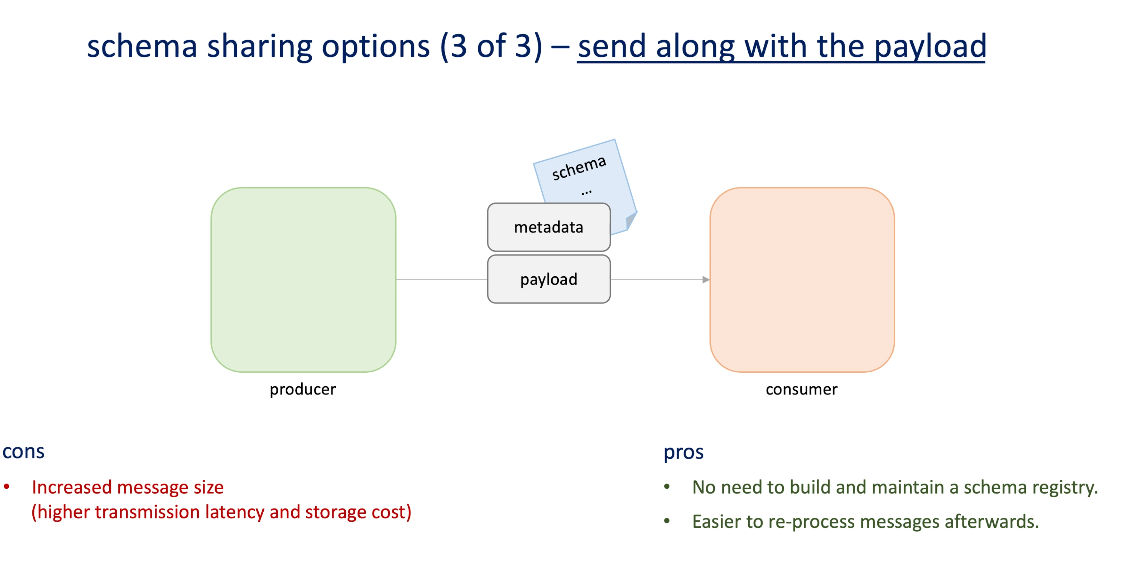 schema sharing options (3 of 3) – send along with the payload
schema
...
metadata
payload
producer
consumer
cons
• Increased message size
(higher transmission latency and storage cost)
pros
• No need to build and maintain a schema registry.
• Easier to re-process messages afterwards.